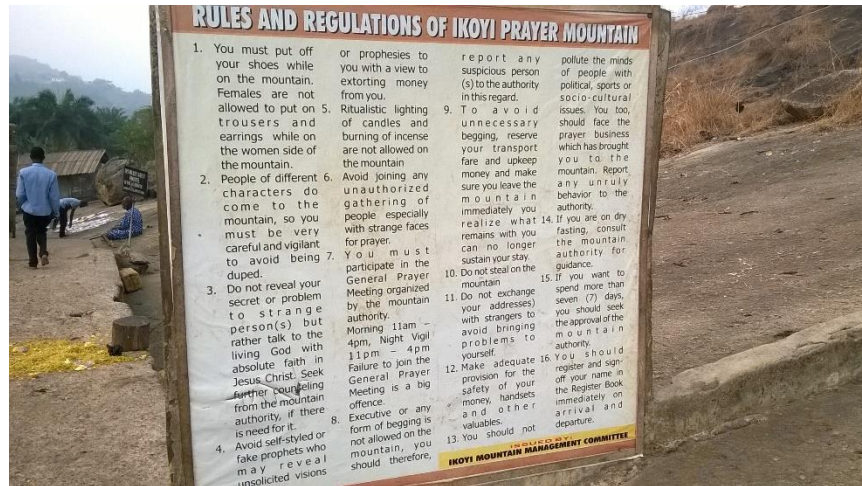 RULES AND REGULATIONS OF IKOYI PRAYER MOUNTAIN
1. You must put off
your shoes while
on the mountain.
Females are not
allowed to put on
trousers and
earrings while on
the women side of
the mountain.
2. People of different
characters do
come to the
mountain, so you
must be very
careful and vigilant
to avoid being
duped.
3. Do not reveal your
secret or problem
to strange
person(s) but
rather talk to the
living God with
absolute faith in
Jesus Christ. Seek
further counseling
from the mountain
authority, if there
is need for it.
4. Avoid self-styled or
fake prophets who
may reveal
unsolicited visions
or prophesies to
you with a view to
extorting money
from you.
5. Ritualistic lighting
of candles and
burning of incense
are not allowed on
the mountain
6. Avoid joining any
unauthorized
gathering of
people especially
with strange faces
for prayer.
7. You must
participate in the
General Prayer
Meeting organized
by the mountain
authority.
Morning 11am –
4pm, Night Vigil
11pm – 4pm
Failure to join the
General Prayer
Meeting is a big
offence.
8. Executive or any
form of begging is
not allowed on the
mountain, you
should therefore,
report any
suspicious person
(s) to the authority
in this regard.
9. To avoid
unnecessary
begging, reserve
your transport
fare and upkeep
money and make
sure you leave the
mountain
immediately you
realize what
remains with you
can no longer
sustain your stay.
10. Do not steal on the
mountain
11. Do not exchange
your addresses)
with strangers to
avoid bringing
problems to
yourself.
12. Make adequate
provision for the
safety of your
money, handsets
and other
valuables.
13. You should not
pollute the minds
of people with
political, sports or
socio-cultural
issues. You too,
should face the
prayer business
which has brought
you to the
mountain. Report
any unruly
behavior to the
authority.
14. If you are on dry
fasting, consult
the mountain
authority for
guidance.
15. If you want to
spend more than
seven (7) days,
you should seek
the approval of the
mountain
authority.
16. You should
register and sign-
off your name in
the Register Book
immediately on
arrival and
departure.
ISSUED BY:
IKOYI MOUNTAIN MANAGEMENT COMMITTEE